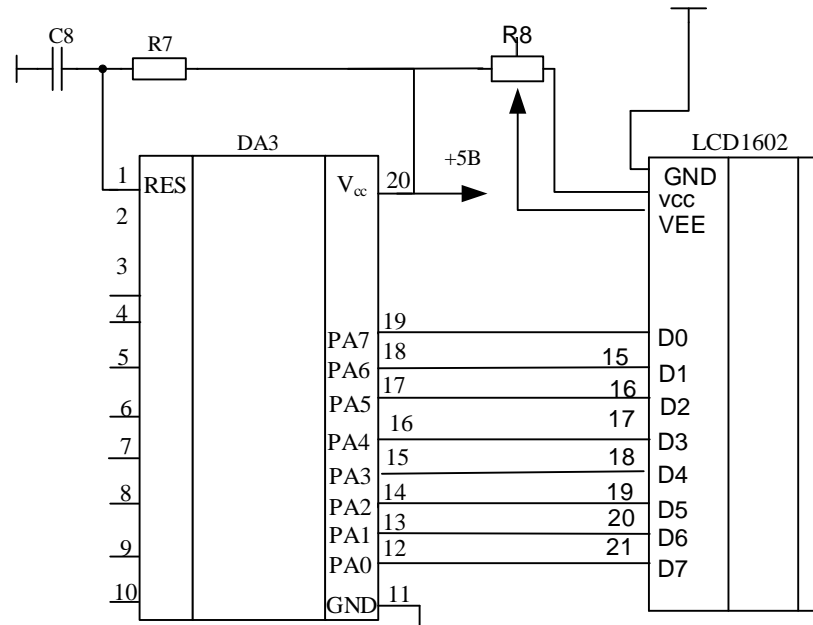 C8
R7
R8
DA3
LCD1602
+5В
1
RES
Vcc
20
GND
vcc
VEE
2
3
4
19
PA7
D0
5
18
PA6
15
D1
17
PA5
16
D2
6
16
PA4
17
D3
7
15
PA3
18
D4
8
14
PA2
19
D5
13
PA1
20
D6
9
12
PA0
21
D7
10
GND
11